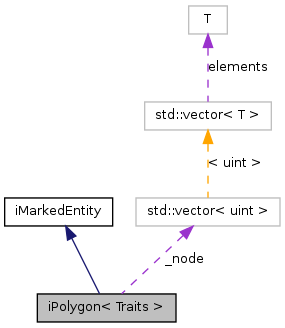 T
elements
std::vector< T >
< uint >
iMarkedEntity
std::vector< uint >
_node
iPolygon< Traits >